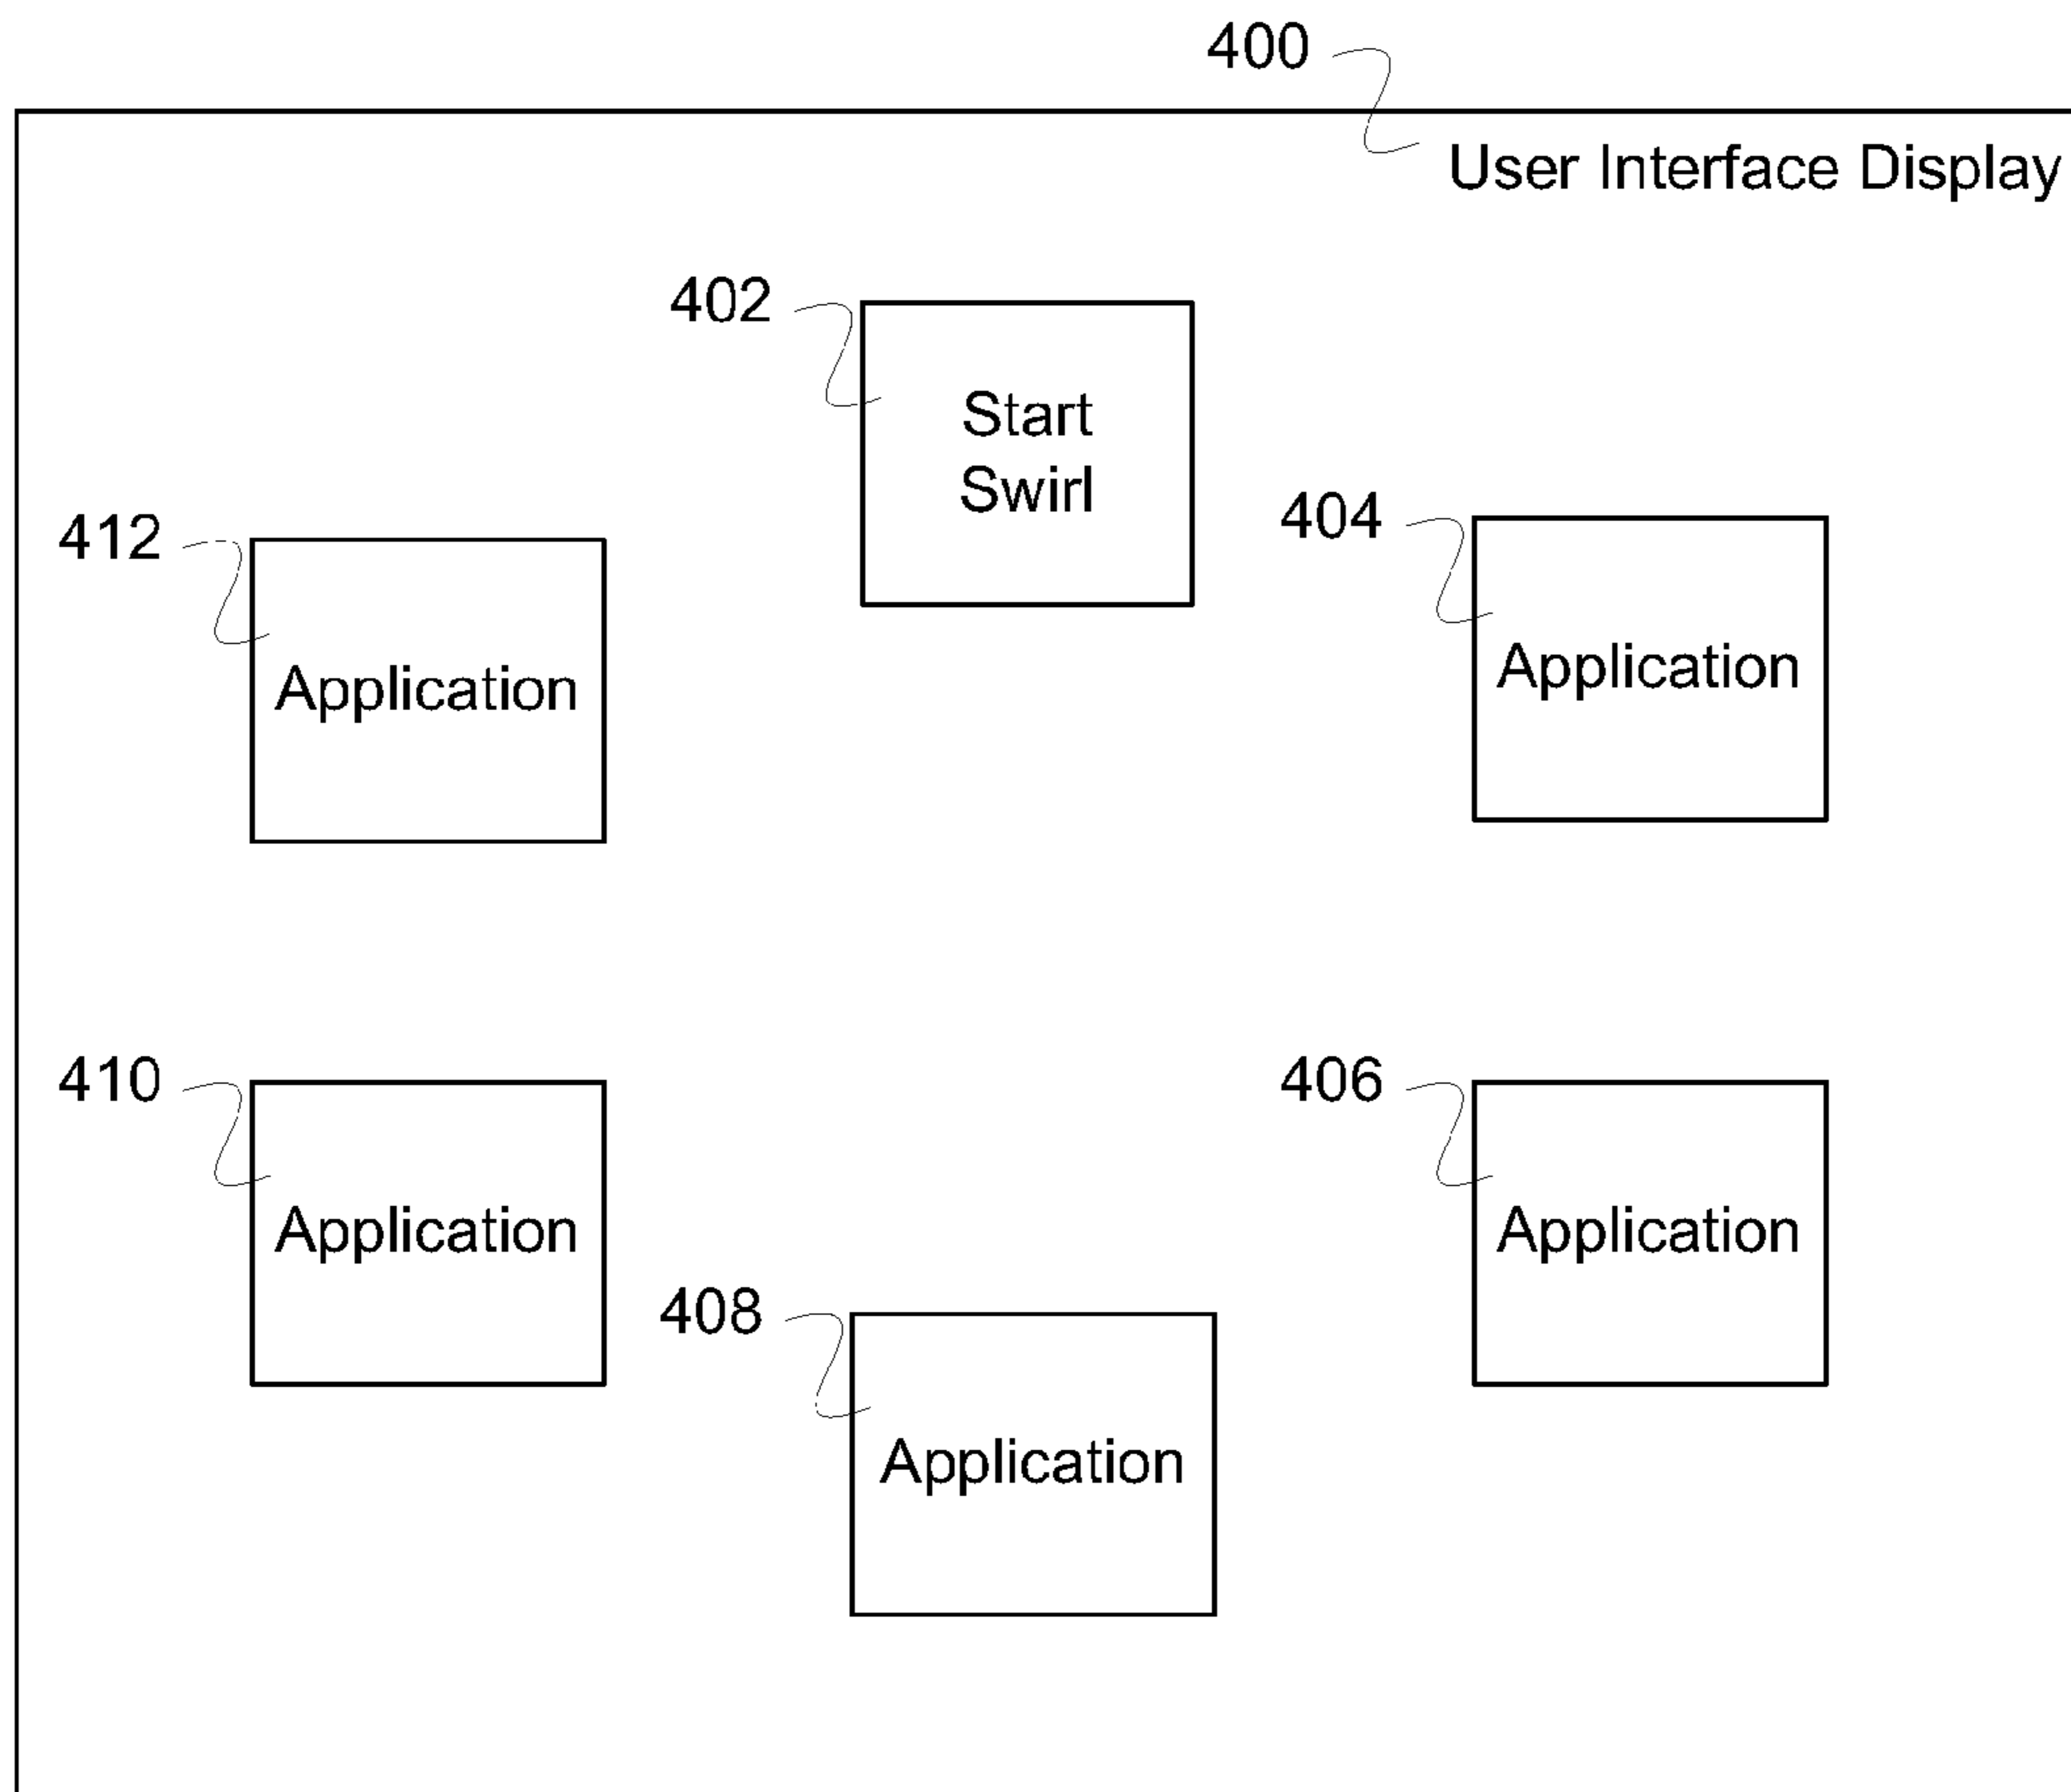 400
User Interface Display
402
Start
Swirl
412
404
Application
Application
410
406
Application
Application
408
Application